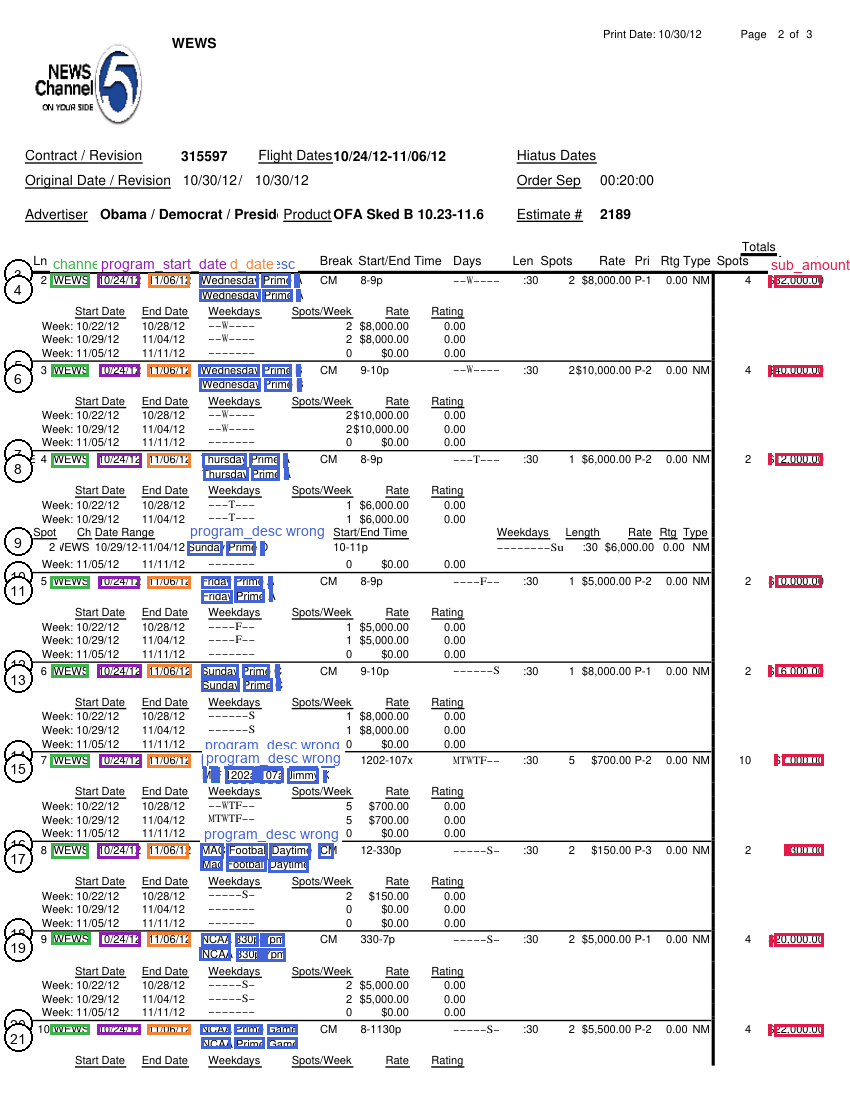 Print Date: 10/30/12 Page 2 of 3
WEWS
NEWS
Channel 5
ON YOUR SIDE
Contract / Revision 315597 Flight Dates 10/24/12-11/06/12 Hiatus Dates
Original Date / Revision 10/30/12/ 10/30/12 Order Sep 00:20:00
Advertiser Obama / Democrat / Presid Product OFA Sked B 10.23-11.6 Estimate # 2189
Totals
Ln channe program_start_date d_date esc Break Start/End Time Days Len Spots Rate Pri Rtg Type Spots sub_amount
3
4 2 WEWS 10/24/12 11/06/12 Wednesday Prime A CM 8-9p --W---- :30 2 $8,000.00 P-1 0.00 NM 4 $32,000.00
Wednesday Prime A
Start Date End Date Weekdays Spots/Week Rate Rating
Week: 10/22/12 10/28/12 --W---- 2 $8,000.00 0.00
Week: 10/29/12 11/04/12 --W---- 2 $8,000.00 0.00
Week: 11/05/12 11/11/12 ------- 0 $0.00 0.00
6 3 WEWS 10/24/12 11/06/12 Wednesday Prime CM 9-10p --W---- :30 2 $10,000.00 P-2 0.00 NM 4 $40,000.00
Wednesday Prime
Start Date End Date Weekdays Spots/Week Rate Rating
Week: 10/22/12 10/28/12 --W---- 2 $10,000.00 0.00
Week: 10/29/12 11/04/12 --W---- 2 $10,000.00 0.00
Week: 11/05/12 11/11/12 ------- 0 $0.00 0.00
7
8 4 WEWS 10/24/12 11/06/12 Thursday Prime A CM 8-9p ---T--- :30 1 $6,000.00 P-2 0.00 NM 2 $12,000.00
Thursday Prime A
Start Date End Date Weekdays Spots/Week Rate Rating
Week: 10/22/12 10/28/12 ---T--- 1 $6,000.00 0.00
Week: 10/29/12 11/04/12 ---T--- 1 $6,000.00 0.00
program_desc wrong
Spot Ch Date Range Start/End Time Weekdays Length Rate Rtg Type
9 2 WEWS 10/29/12-11/04/12 Sunday Prime D 10-11p --------Su :30 $6,000.00 0.00 NM
Week: 11/05/12 11/11/12 ------- 0 $0.00 0.00
11 5 WEWS 10/24/12 11/06/12 Friday Prime A CM 8-9p ----F-- :30 1 $5,000.00 P-2 0.00 NM 2 $10,000.00
Friday Prime A
Start Date End Date Weekdays Spots/Week Rate Rating
Week: 10/22/12 10/28/12 ----F-- 1 $5,000.00 0.00
Week: 10/29/12 11/04/12 ----F-- 1 $5,000.00 0.00
Week: 11/05/12 11/11/12 ------- 0 $0.00 0.00
13 6 WEWS 10/24/12 11/06/12 Sunday Prime CM 9-10p ------S :30 1 $8,000.00 P-1 0.00 NM 2 $16,000.00
Sunday Prime
Start Date End Date Weekdays Spots/Week Rate Rating
Week: 10/22/12 10/28/12 ------S 1 $8,000.00 0.00
Week: 10/29/12 11/04/12 ------S 1 $8,000.00 0.00
Week: 11/05/12 11/11/12 program_desc wrong 0 $0.00 0.00
15 7 WEWS 10/24/12 11/06/12 program_desc wrong 1202-107x MTWTF-- :30 5 $700.00 P-2 0.00 NM 10 $7,000.00
1202a 107a Jimmy K
Start Date End Date Weekdays Spots/Week Rate Rating
Week: 10/22/12 10/28/12 --WTF-- 5 $700.00 0.00
Week: 10/29/12 11/04/12 MTWTF-- 5 $700.00 0.00
Week: 11/05/12 11/11/12 program_desc wrong 0 $0.00 0.00
17 8 WEWS 10/24/12 11/06/12 MAC Football Daytime CM 12-330p -----S- :30 2 $150.00 P-3 0.00 NM 2 300.00
Mac Football Daytime
Start Date End Date Weekdays Spots/Week Rate Rating
Week: 10/22/12 10/28/12 -----S- 2 $150.00 0.00
Week: 10/29/12 11/04/12 ------- 0 $0.00 0.00
Week: 11/05/12 11/11/12 ------- 0 $0.00 0.00
19 9 WEWS 10/24/12 11/06/12 NCAA 330p 7pm CM 330-7p -----S- :30 2 $5,000.00 P-1 0.00 NM 4 $20,000.00
NCAA 330p 7pm
Start Date End Date Weekdays Spots/Week Rate Rating
Week: 10/22/12 10/28/12 -----S- 2 $5,000.00 0.00
Week: 10/29/12 11/04/12 -----S- 2 $5,000.00 0.00
Week: 11/05/12 11/11/12 ------- 0 $0.00 0.00
21 10 WEWS 10/24/12 11/06/12 NCAA Prime Game CM 8-1130p -----S- :30 2 $5,500.00 P-2 0.00 NM 4 $22,000.00
NCAA Prime Game
Start Date End Date Weekdays Spots/Week Rate Rating